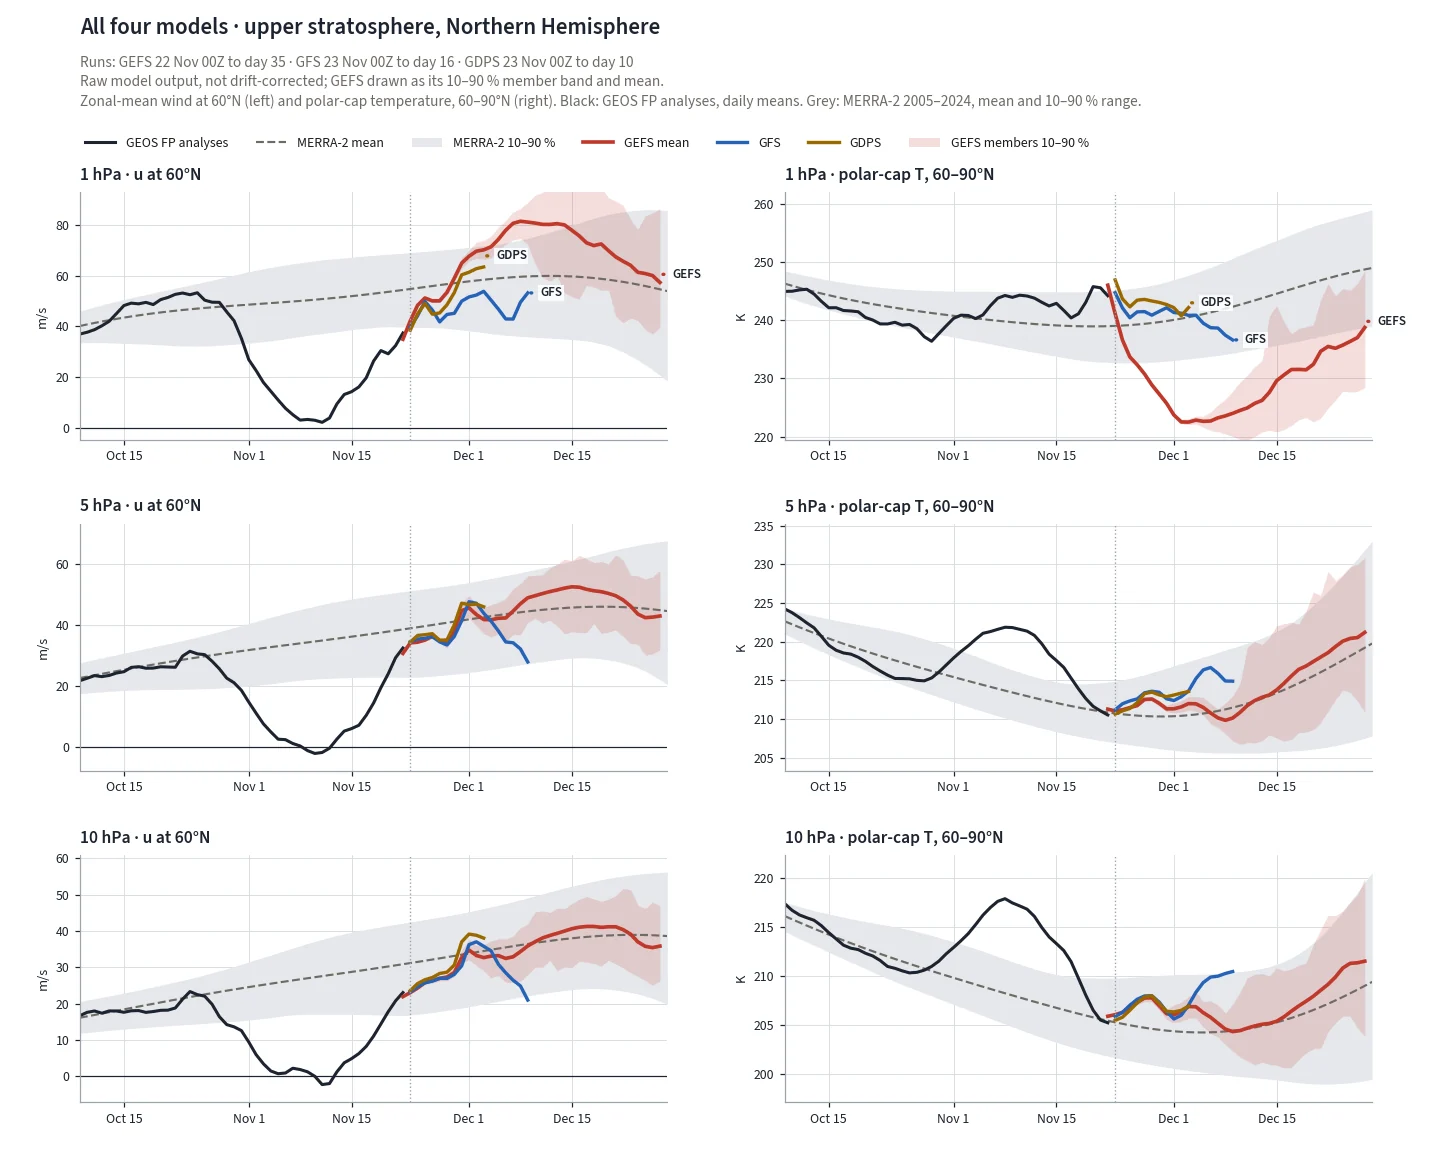 All four models · upper stratosphere, Northern Hemisphere
Runs: GEFS 22 Nov 00Z to day 35 · GFS 23 Nov 00Z to day 16 · GDPS 23 Nov 00Z to day 10
Raw model output, not drift-corrected; GEFS drawn as its 10–90 % member band and mean.
Zonal-mean wind at 60°N (left) and polar-cap temperature, 60–90°N (right). Black: GEOS FP analyses, daily means. Grey: MERRA-2 2005–2024, mean and 10–90 % range.
GEOS FP analyses MERRA-2 mean MERRA-2 10–90 % GEFS mean GFS GDPS GEFS members 10–90 %
1 hPa · u at 60°N
80
60
40
20
0
m/s
GDPS
GFS
GEFS
Oct 15 Nov 1 Nov 15 Dec 1 Dec 15
1 hPa · polar-cap T, 60–90°N
260
250
240
230
220
K
GDPS
GFS
GEFS
Oct 15 Nov 1 Nov 15 Dec 1 Dec 15
5 hPa · u at 60°N
60
40
20
0
m/s
Oct 15 Nov 1 Nov 15 Dec 1 Dec 15
5 hPa · polar-cap T, 60–90°N
235
230
225
220
215
210
205
K
Oct 15 Nov 1 Nov 15 Dec 1 Dec 15
10 hPa · u at 60°N
60
50
40
30
20
10
0
m/s
Oct 15 Nov 1 Nov 15 Dec 1 Dec 15
10 hPa · polar-cap T, 60–90°N
220
215
210
205
200
K
Oct 15 Nov 1 Nov 15 Dec 1 Dec 15